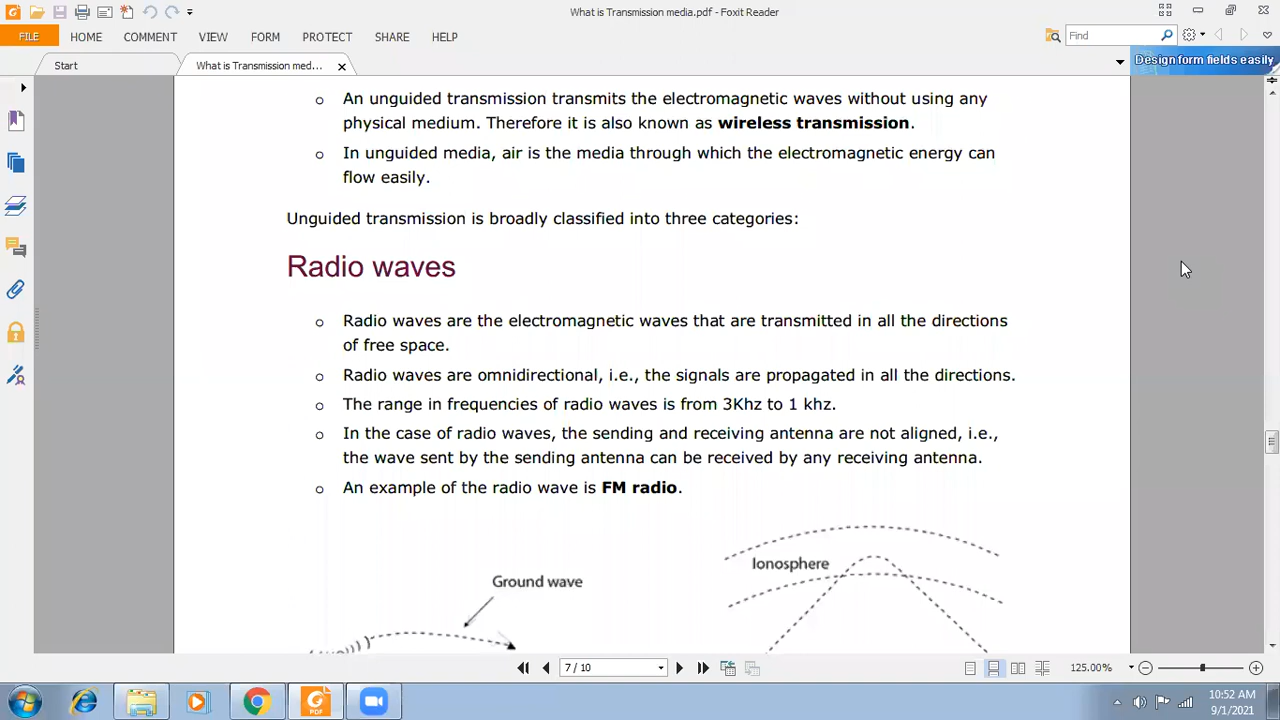 What is Transmission media.pdf - Foxit Reader
FILE HOME COMMENT VIEW FORM PROTECT SHARE HELP
Find
Start
What is Transmission med...
Design form fields easily
An unguided transmission transmits the electromagnetic waves without using any
physical medium. Therefore it is also known as wireless transmission.
In unguided media, air is the media through which the electromagnetic energy can
flow easily.
Unguided transmission is broadly classified into three categories:
Radio waves
Radio waves are the electromagnetic waves that are transmitted in all the directions
of free space.
Radio waves are omnidirectional, i.e., the signals are propagated in all the directions.
The range in frequencies of radio waves is from 3Khz to 1 khz.
In the case of radio waves, the sending and receiving antenna are not aligned, i.e.,
the wave sent by the sending antenna can be received by any receiving antenna.
An example of the radio wave is FM radio.
Ionosphere
Ground wave
7 / 10
125.00%
PDF
10:52 AM
9/1/2021